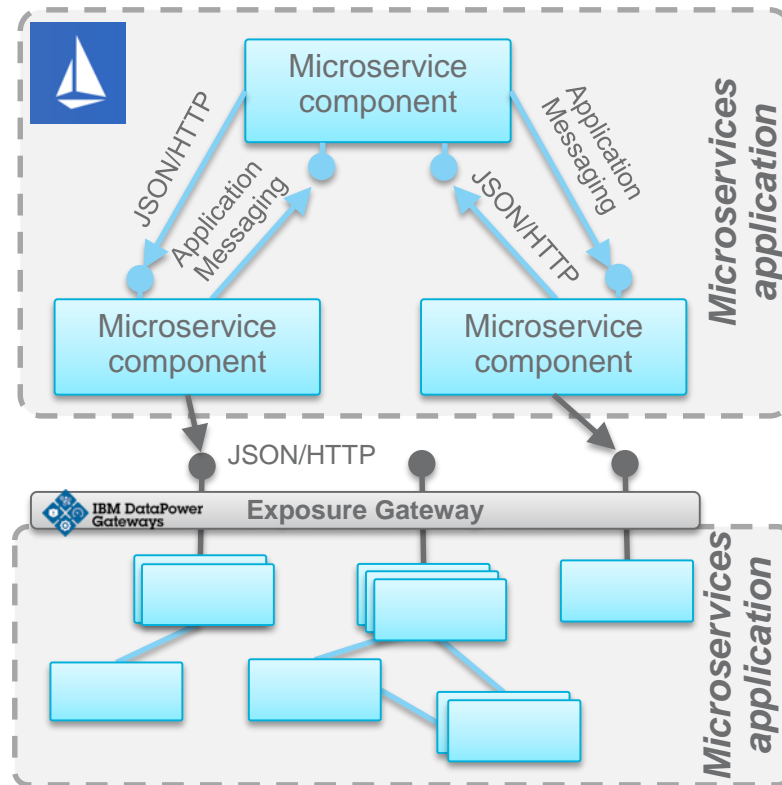 Microservice
component
JSON/HTTP
Application
Messaging
JSON/HTTP
Application
Messaging
Microservices
application
Microservice
component
Microservice
component
JSON/HTTP
IBM DataPower
Gateways
Exposure Gateway
Microservices
application